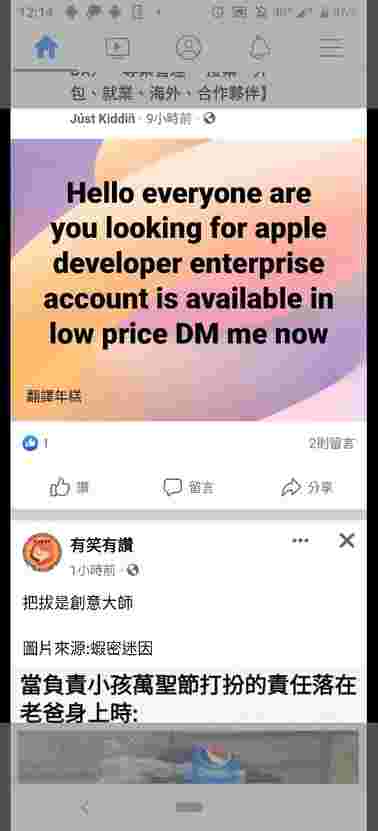 12:14
包、就業、海外、合作夥伴】
Júst Kiddiñ · 9小時前 ·
Hello everyone are
you looking for apple
developer enterprise
account is available in
low price DM me now
翻譯年糕
1
2則留言
讚
留言
分享
有笑有讚
1小時前 ·
把拔是創意大師
圖片來源:蝦密迷因
當負責小孩萬聖節打扮的責任落在
老爸身上時: